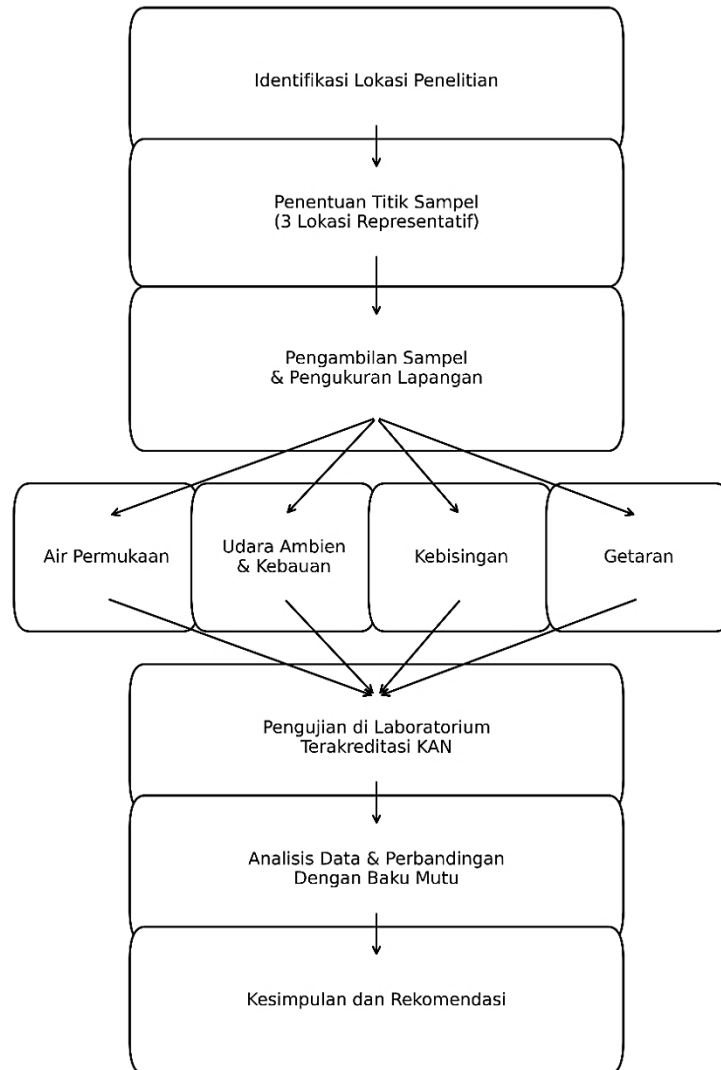 Identifikasi Lokasi Penelitian
Penentuan Titik Sampel
(3 Lokasi Representatif)
Pengambilan Sampel
& Pengukuran Lapangan
Air Permukaan
Udara Ambien
& Kebauan
Kebisingan
Getaran
Pengujian di Laboratorium
Terakreditasi KAN
Analisis Data & Perbandingan
Dengan Baku Mutu
Kesimpulan dan Rekomendasi